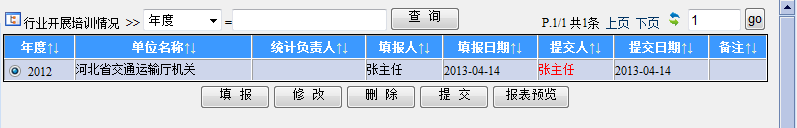 行业开展培训情况 >> 年度 = 查 询 P.1/1 共1条 上页 下页 1 go
年度↑↓ 单位名称↑↓ 统计负责人↑↓ 填报人↑↓ 填报日期↑↓ 提交人↑↓ 提交日期↑↓ 备注↑↓
2012 河北省交通运输厅机关 张主任 2013-04-14 张主任 2013-04-14
填 报 修 改 删 除 提 交 报表预览